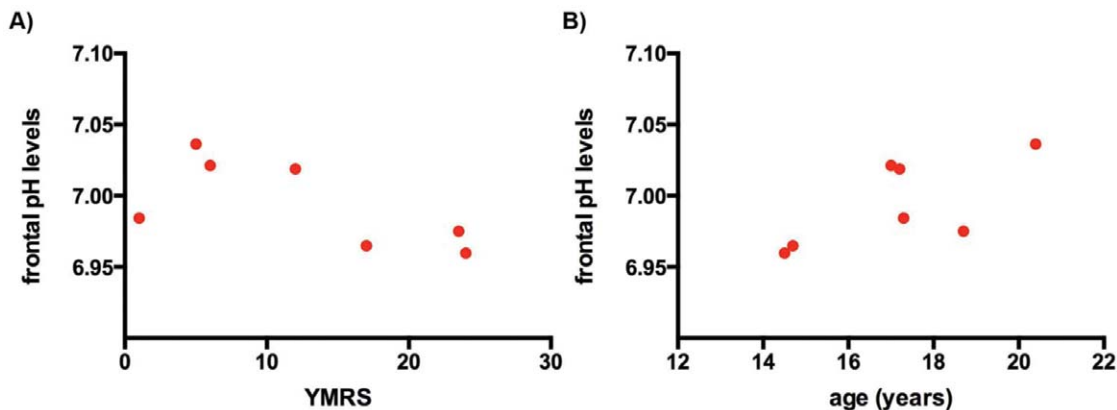 A)
7.10
7.05
7.00
6.95
frontal pH levels
0 10 20 30
YMRS
B)
7.10
7.05
7.00
6.95
frontal pH levels
12 14 16 18 20 22
age (years)